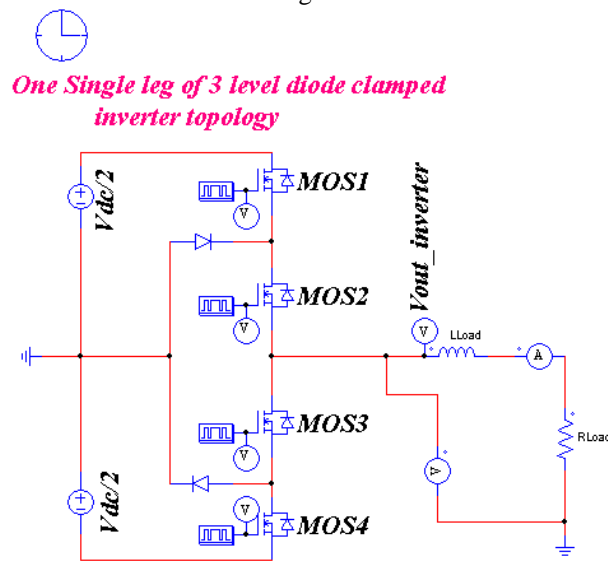 One Single leg of 3 level diode clamped
inverter topology
Vdc/2
MOS1
V
Vout_inverter
MOS2
V
V
LLoad
A
MOS3
V
V
RLoad
Vdc/2
V
MOS4